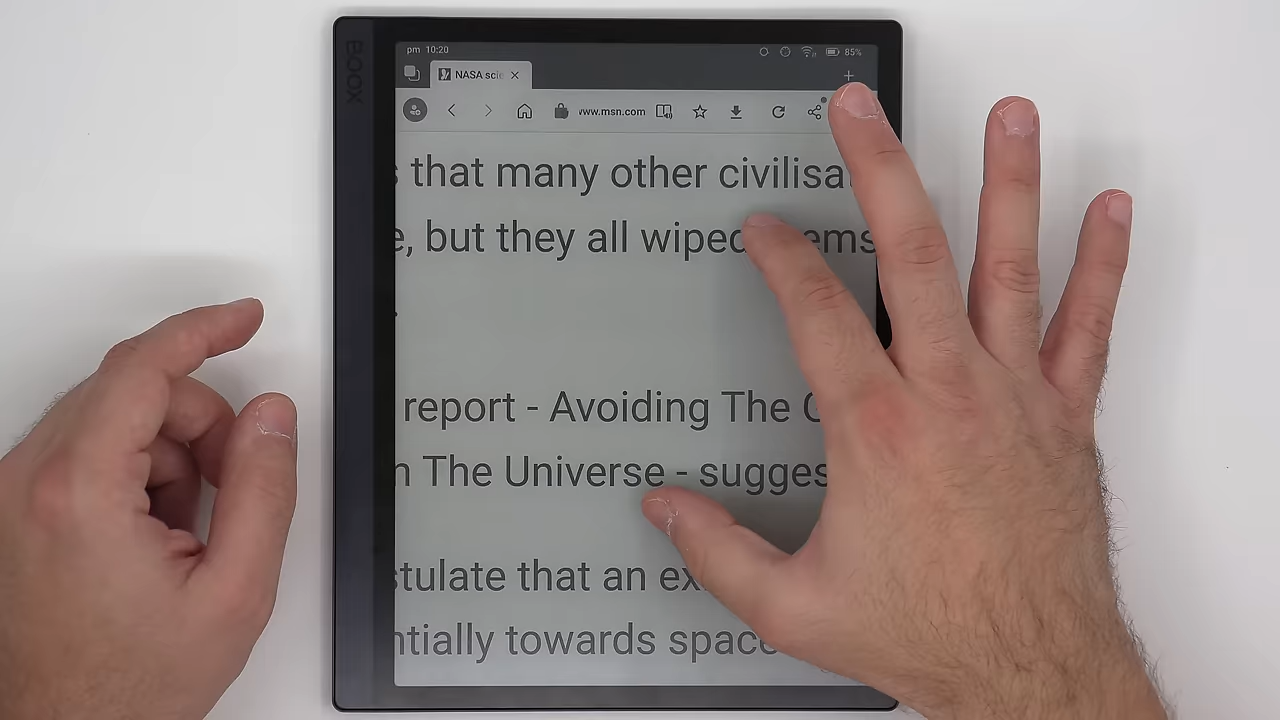 BOOX
pm 10:20
85%
NASA scie
www.msn.com
that many other civilisa
but they all wiped
report - Avoiding The
The Universe - sugges
stulate that an ex
ntially towards space